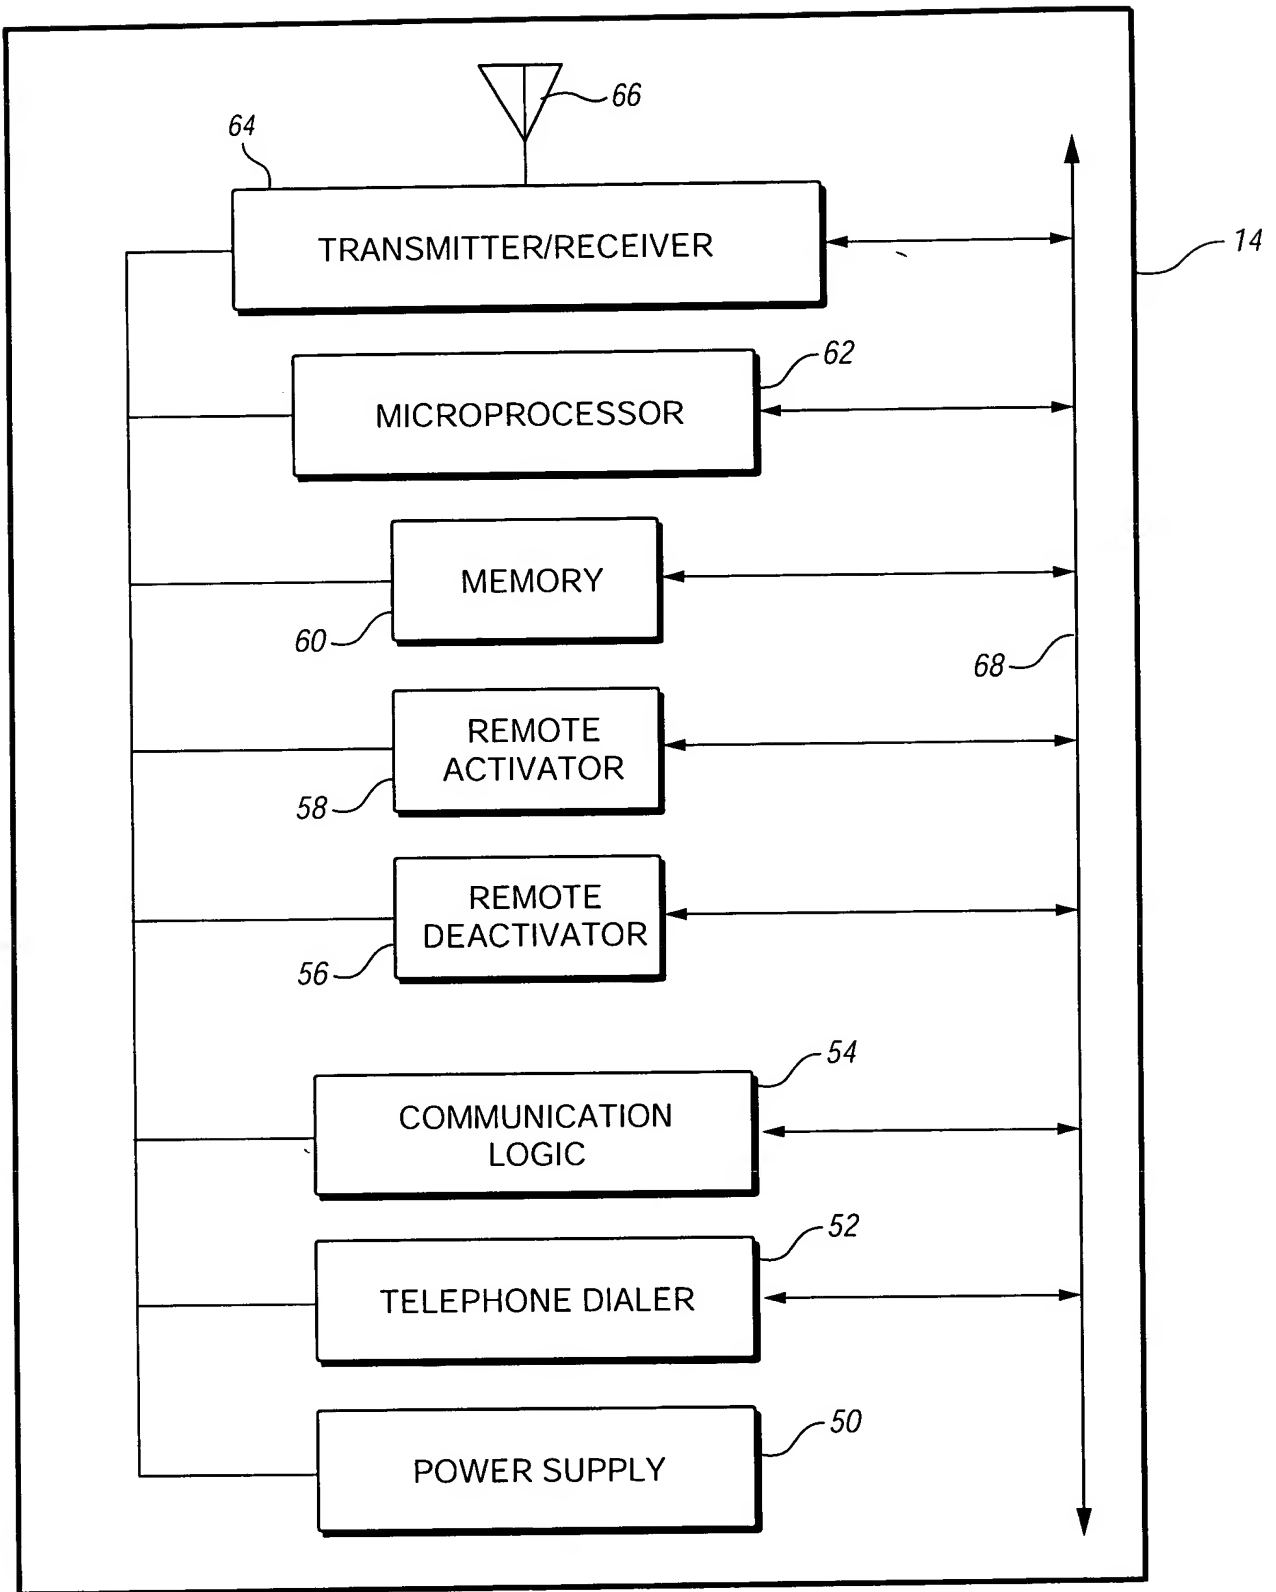 66
64
TRANSMITTER/RECEIVER
14
62
MICROPROCESSOR
MEMORY
60
68
REMOTE
ACTIVATOR
58
REMOTE
DEACTIVATOR
56
54
COMMUNICATION
LOGIC
52
TELEPHONE DIALER
50
POWER SUPPLY